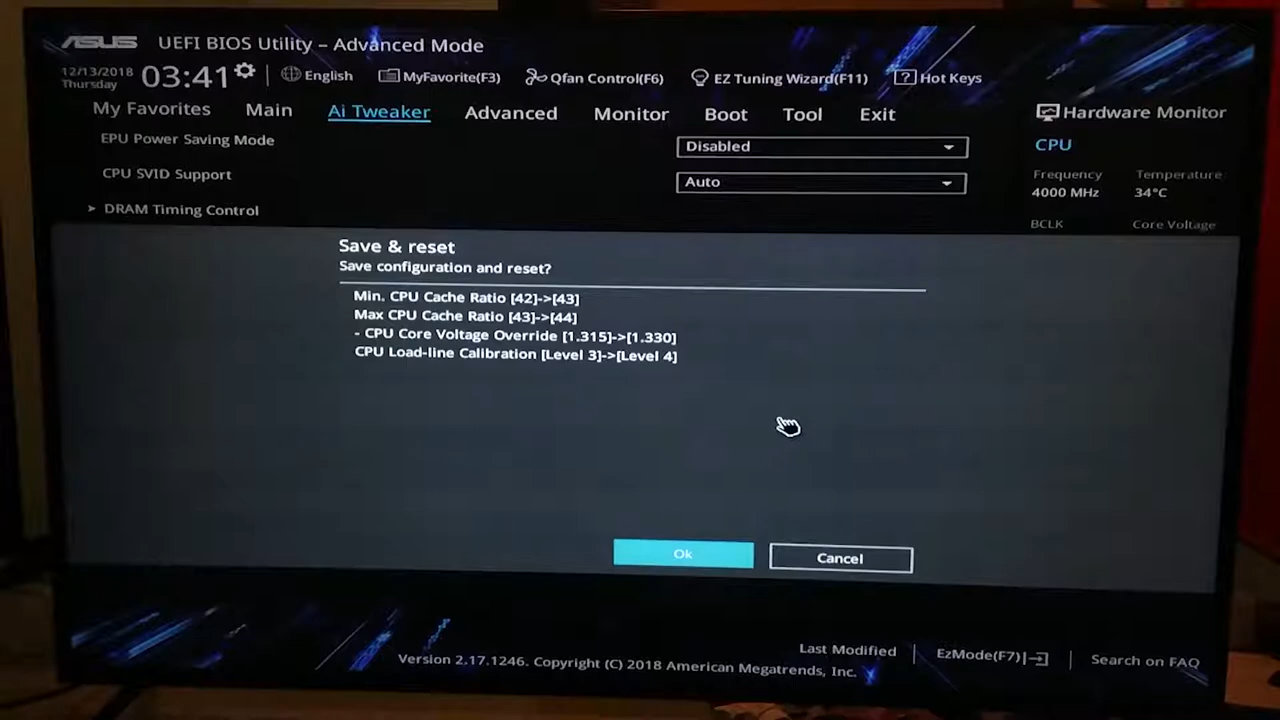 ASUS UEFI BIOS Utility – Advanced Mode
12/13/2018
Thursday
03:41
English
MyFavorite(F3)
Qfan Control(F6)
EZ Tuning Wizard(F11)
? Hot Keys
My Favorites
Main
Ai Tweaker
Advanced
Monitor
Boot
Tool
Exit
Hardware Monitor
EPU Power Saving Mode
Disabled
CPU
CPU SVID Support
Auto
Frequency
Temperature
4000 MHz
34°C
DRAM Timing Control
BCLK
Core Voltage
Save & reset
Save configuration and reset?
Min. CPU Cache Ratio [42]->[43]
Max CPU Cache Ratio [43]->[44]
- CPU Core Voltage Override [1.315]->[1.330]
CPU Load-line Calibration [Level 3]->[Level 4]
Ok
Cancel
Last Modified
EzMode(F7)
Search on FAQ
Version 2.17.1246. Copyright (C) 2018 American Megatrends, Inc.